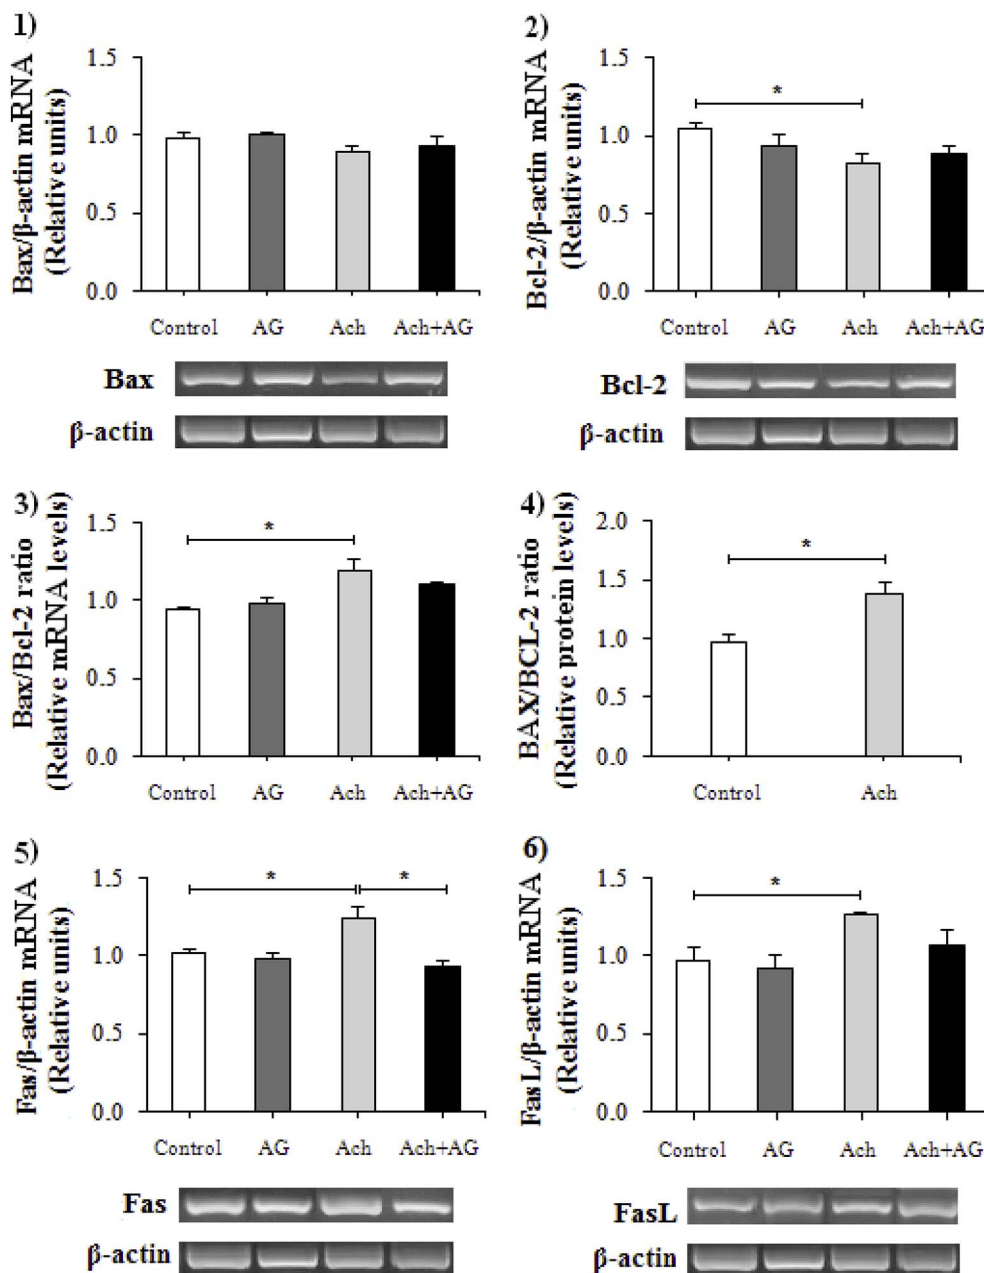 1)
Bax/β-actin mRNA
(Relative units)
1.5
1.0
0.5
0.0
Control AG Ach Ach+AG
Bax
β-actin
2)
Bcl-2/β-actin mRNA
(Relative units)
1.5
1.0
0.5
0.0
*
Control AG Ach Ach+AG
Bcl-2
β-actin
3)
Bax/Bcl-2 ratio
(Relative mRNA levels)
1.5
1.0
0.5
0.0
*
Control AG Ach Ach+AG
4)
BAX/BCL-2 ratio
(Relative protein levels)
2.0
1.5
1.0
0.5
0.0
*
Control Ach
5)
Fas/β-actin mRNA
(Relative units)
1.5
1.0
0.5
0.0
* *
Control AG Ach Ach+AG
Fas
β-actin
6)
FasL/β-actin mRNA
(Relative units)
1.5
1.0
0.5
0.0
*
Control AG Ach Ach+AG
FasL
β-actin